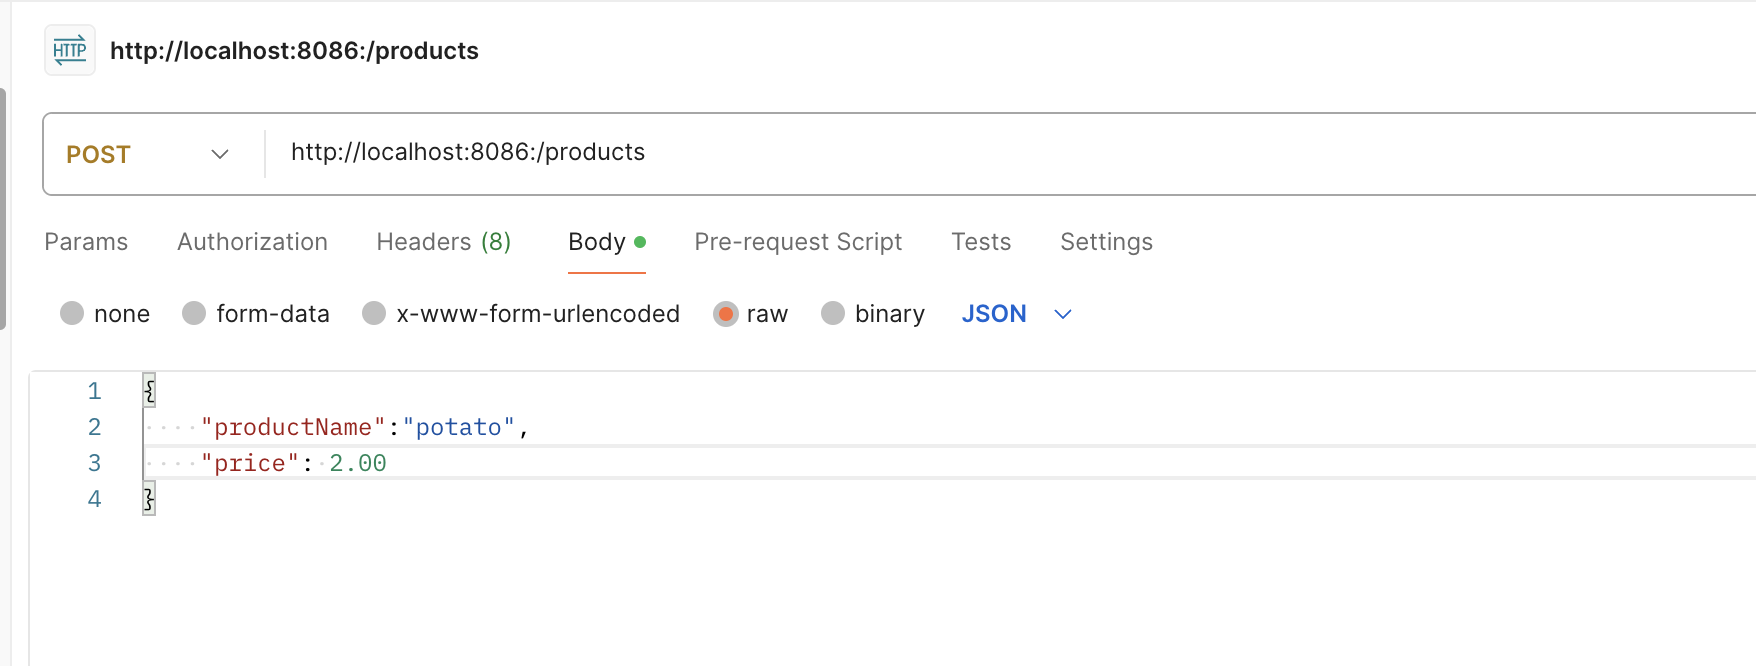 HTTP http://localhost:8086:/products
POST http://localhost:8086:/products
Params Authorization Headers (8) Body Pre-request Script Tests Settings
none form-data x-www-form-urlencoded raw binary JSON
1 {
2 "productName":"potato",
3 "price": 2.00
4 }